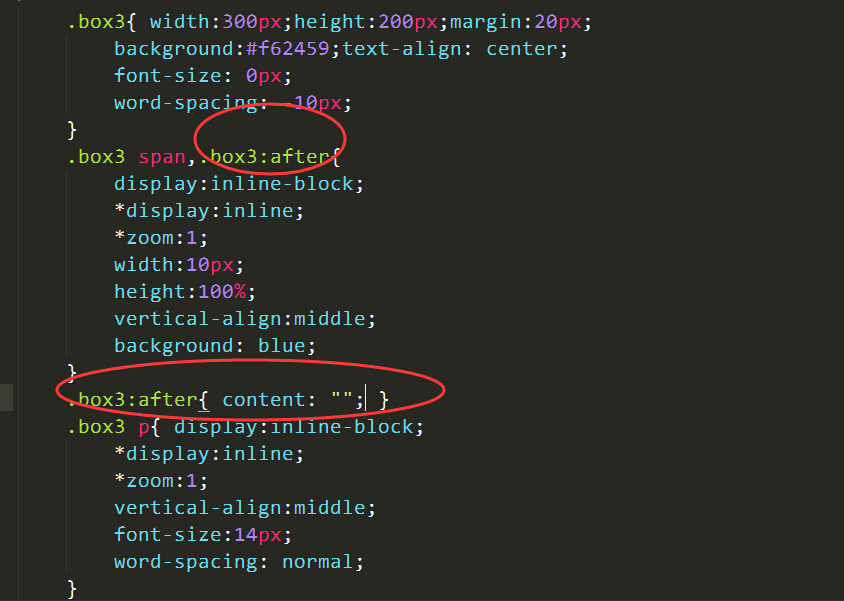 .box3{ width:300px;height:200px;margin:20px;
background:#f62459;text-align: center;
font-size: 0px;
word-spacing: -10px;
}
.box3 span,.box3:after{
display:inline-block;
*display:inline;
*zoom:1;
width:10px;
height:100%;
vertical-align:middle;
background: blue;
}
.box3:after{ content: ""; }
.box3 p{ display:inline-block;
*display:inline;
*zoom:1;
vertical-align:middle;
font-size:14px;
word-spacing: normal;
}